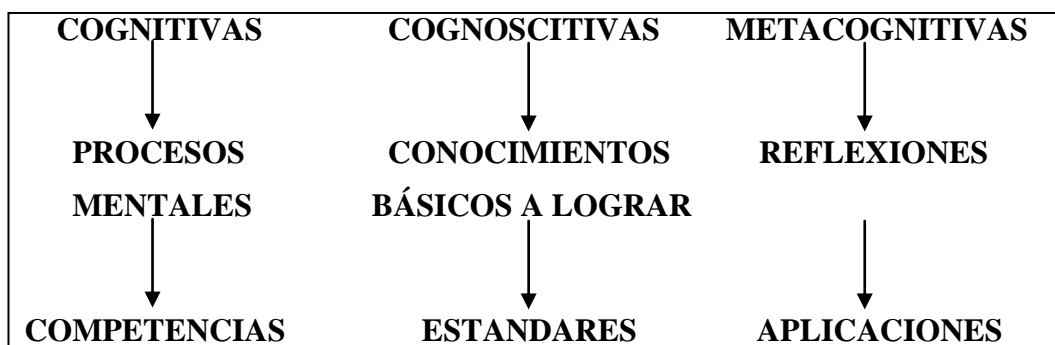 COGNITIVAS COGNOSCITIVAS METACOGNITIVAS
PROCESOS CONOCIMIENTOS REFLEXIONES
MENTALES BÁSICOS A LOGRAR
COMPETENCIAS ESTANDARES APLICACIONES